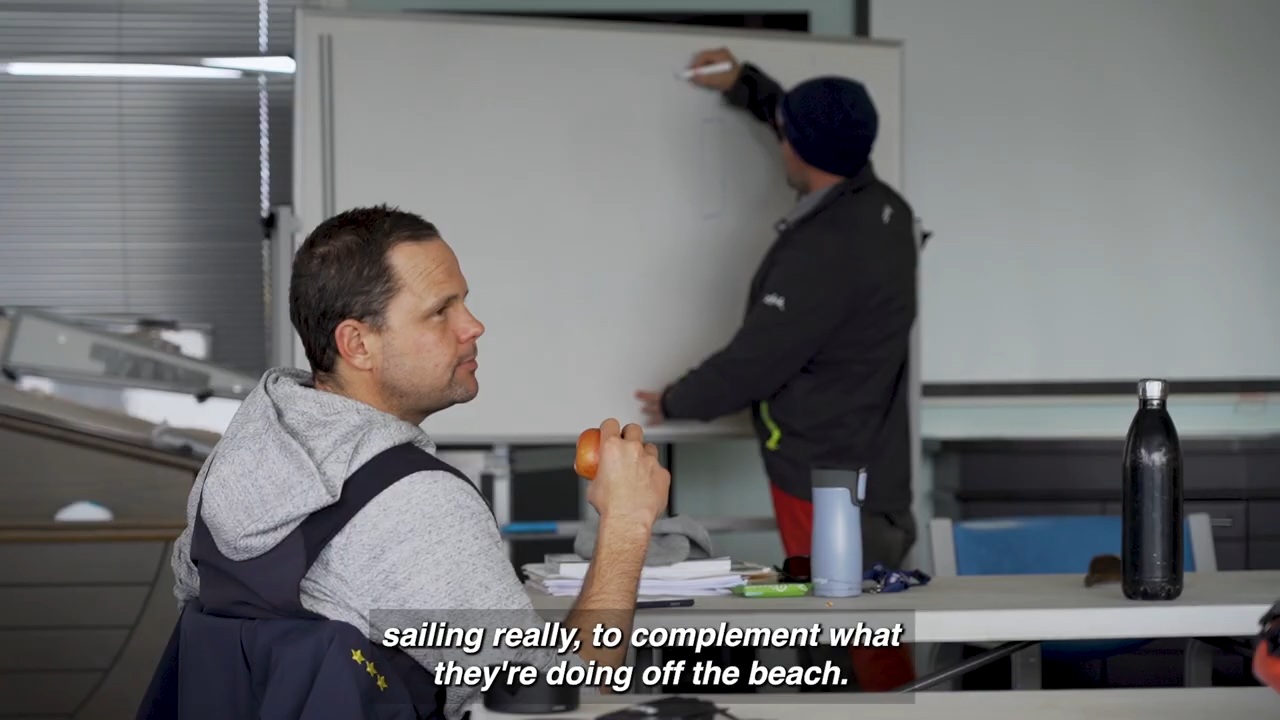 sailing really, to complement what
they're doing off the beach.